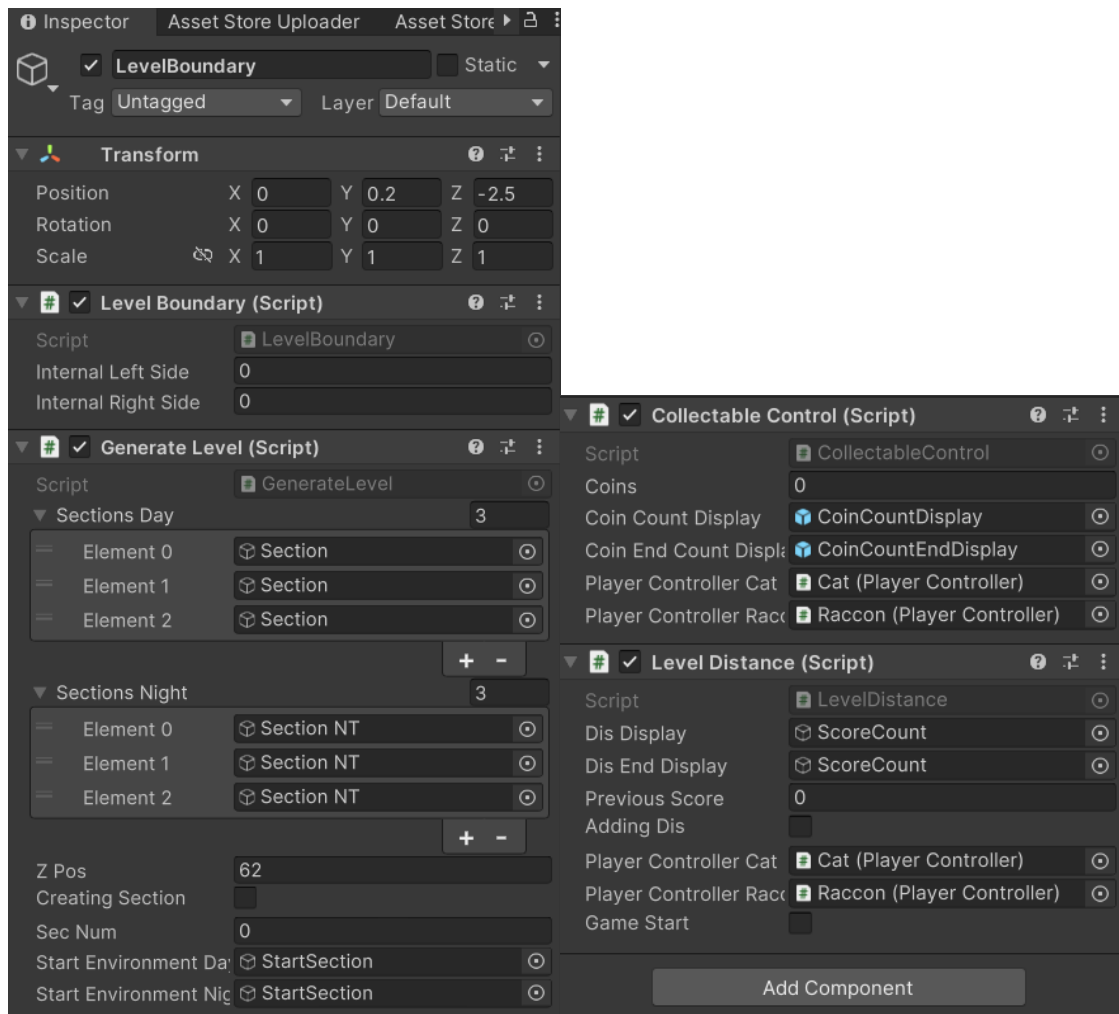 Inspector Asset Store Uploader Asset Store
LevelBoundary Static
Tag Untagged Layer Default
Transform
Position X 0 Y 0.2 Z -2.5
Rotation X 0 Y 0 Z 0
Scale X 1 Y 1 Z 1
# Level Boundary (Script)
Script # LevelBoundary
Internal Left Side 0
Internal Right Side 0
# Generate Level (Script)
Script # GenerateLevel
Sections Day 3
Element 0 Section
Element 1 Section
Element 2 Section
+ -
Sections Night 3
Element 0 Section NT
Element 1 Section NT
Element 2 Section NT
+ -
Z Pos 62
Creating Section
Sec Num 0
Start Environment Da StartSection
Start Environment Nig StartSection
# Collectable Control (Script)
Script # CollectableControl
Coins 0
Coin Count Display CoinCountDisplay
Coin End Count Displa CoinCountEndDisplay
Player Controller Cat # Cat (Player Controller)
Player Controller Racc # Raccon (Player Controller)
# Level Distance (Script)
Script # LevelDistance
Dis Display ScoreCount
Dis End Display ScoreCount
Previous Score 0
Adding Dis
Player Controller Cat # Cat (Player Controller)
Player Controller Racc # Raccon (Player Controller)
Game Start
Add Component